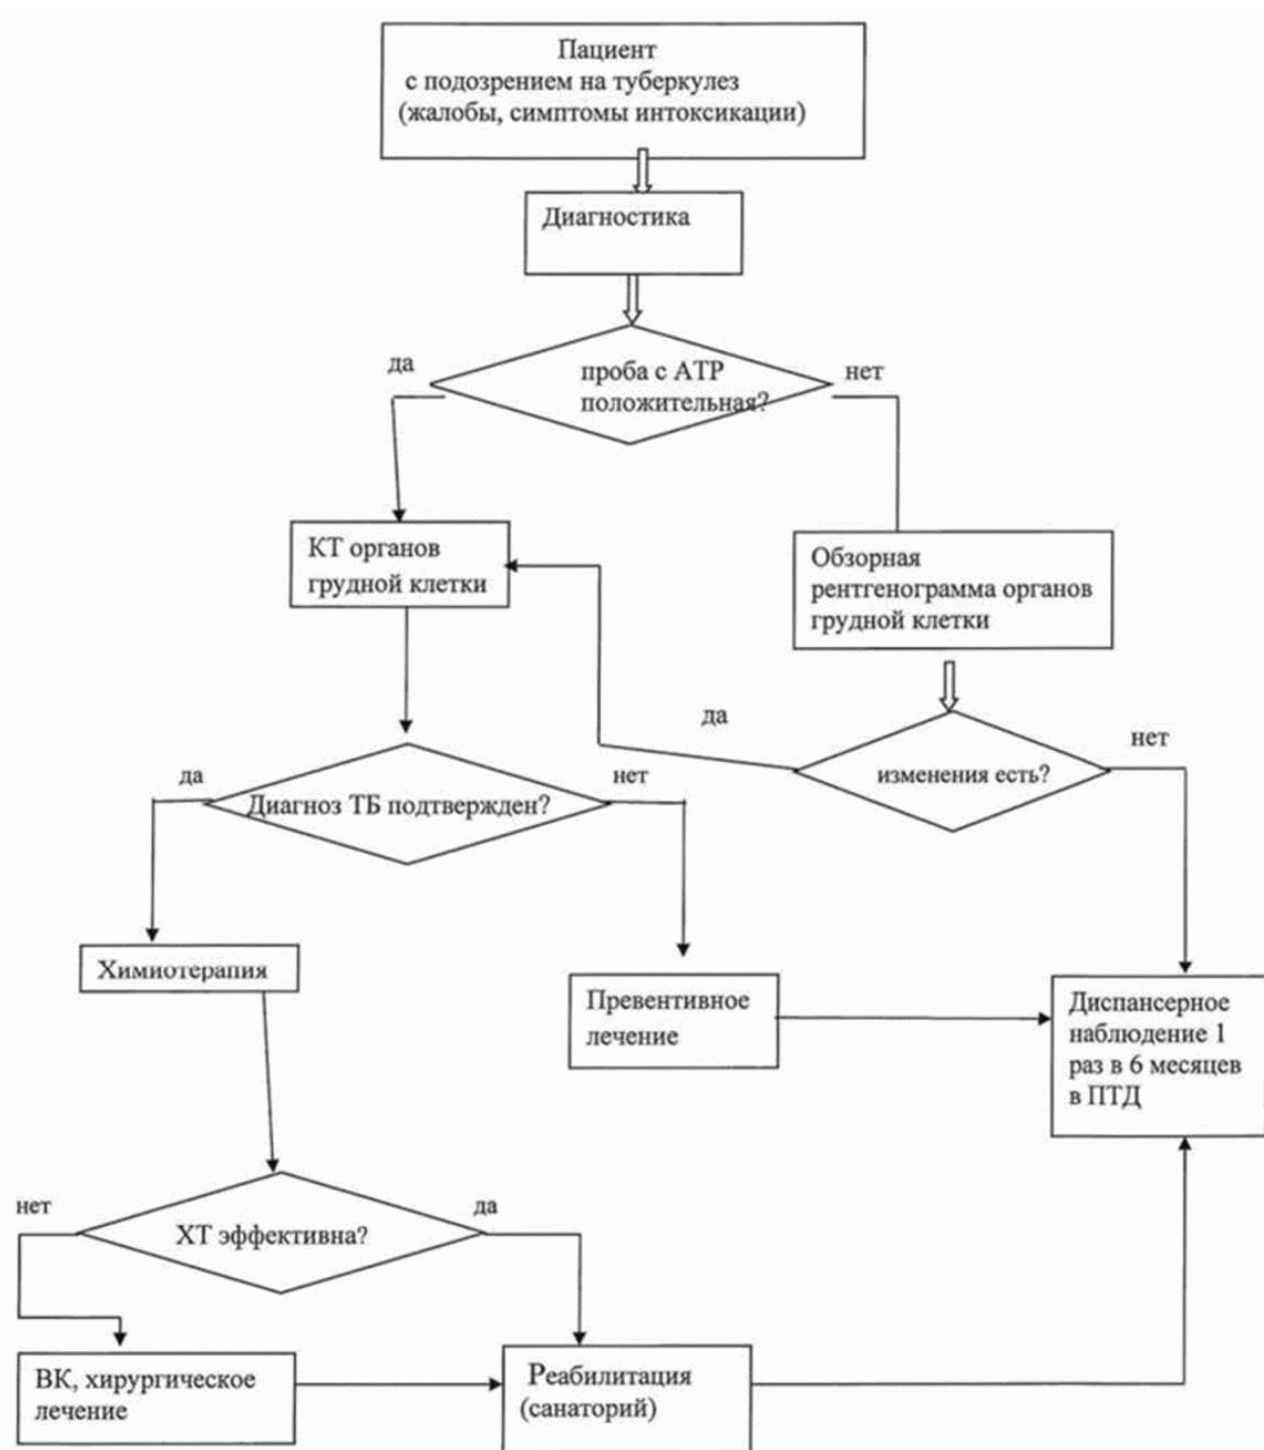 Пациент
с подозрением на туберкулез
(жалобы, симптомы интоксикации)
Диагностика
да
проба с АТР
положительная?
нет
КТ органов
грудной клетки
Обзорная
рентгенограмма органов
грудной клетки
да
изменения есть?
нет
да
Диагноз ТБ подтвержден?
нет
Химиотерапия
Превентивное
лечение
Диспансерное
наблюдение 1
раз в 6 месяцев
в ПТД
нет
ХТ эффективна?
да
ВК, хирургическое
лечение
Реабилитация
(санаторий)